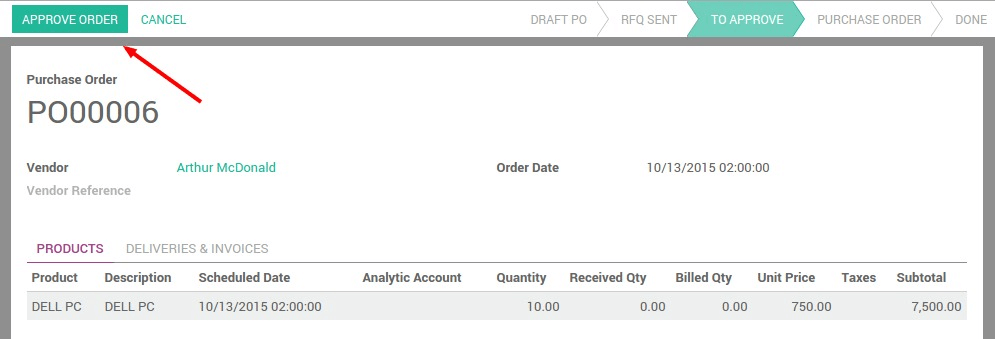 APPROVE ORDER CANCEL DRAFT PO RFQ SENT TO APPROVE PURCHASE ORDER DONE
Purchase Order
PO00006
Vendor Arthur McDonald Order Date 10/13/2015 02:00:00
Vendor Reference
PRODUCTS DELIVERIES & INVOICES
Product Description Scheduled Date Analytic Account Quantity Received Qty Billed Qty Unit Price Taxes Subtotal
DELL PC DELL PC 10/13/2015 02:00:00 10.00 0.00 0.00 750.00 7,500.00